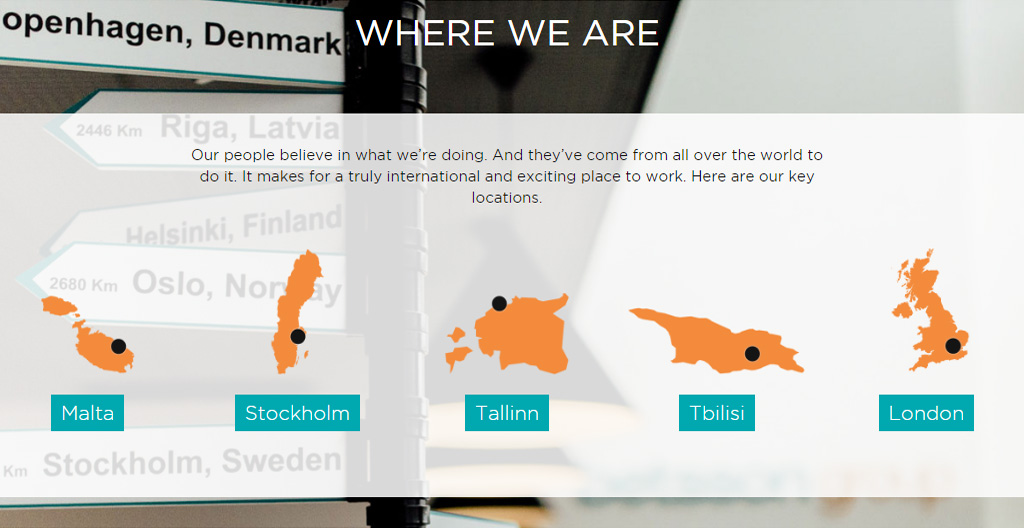 openhagen, Denmark
WHERE WE ARE
2446 Km Riga, Latvia
Our people believe in what we're doing. And they've come from all over the world to
do it. It makes for a truly international and exciting place to work. Here are our key
locations.
Helsinki, Finland
2680 Km Oslo, Norway
Malta
Stockholm
Tallinn
Tbilisi
London
Km Stockholm, Sweden